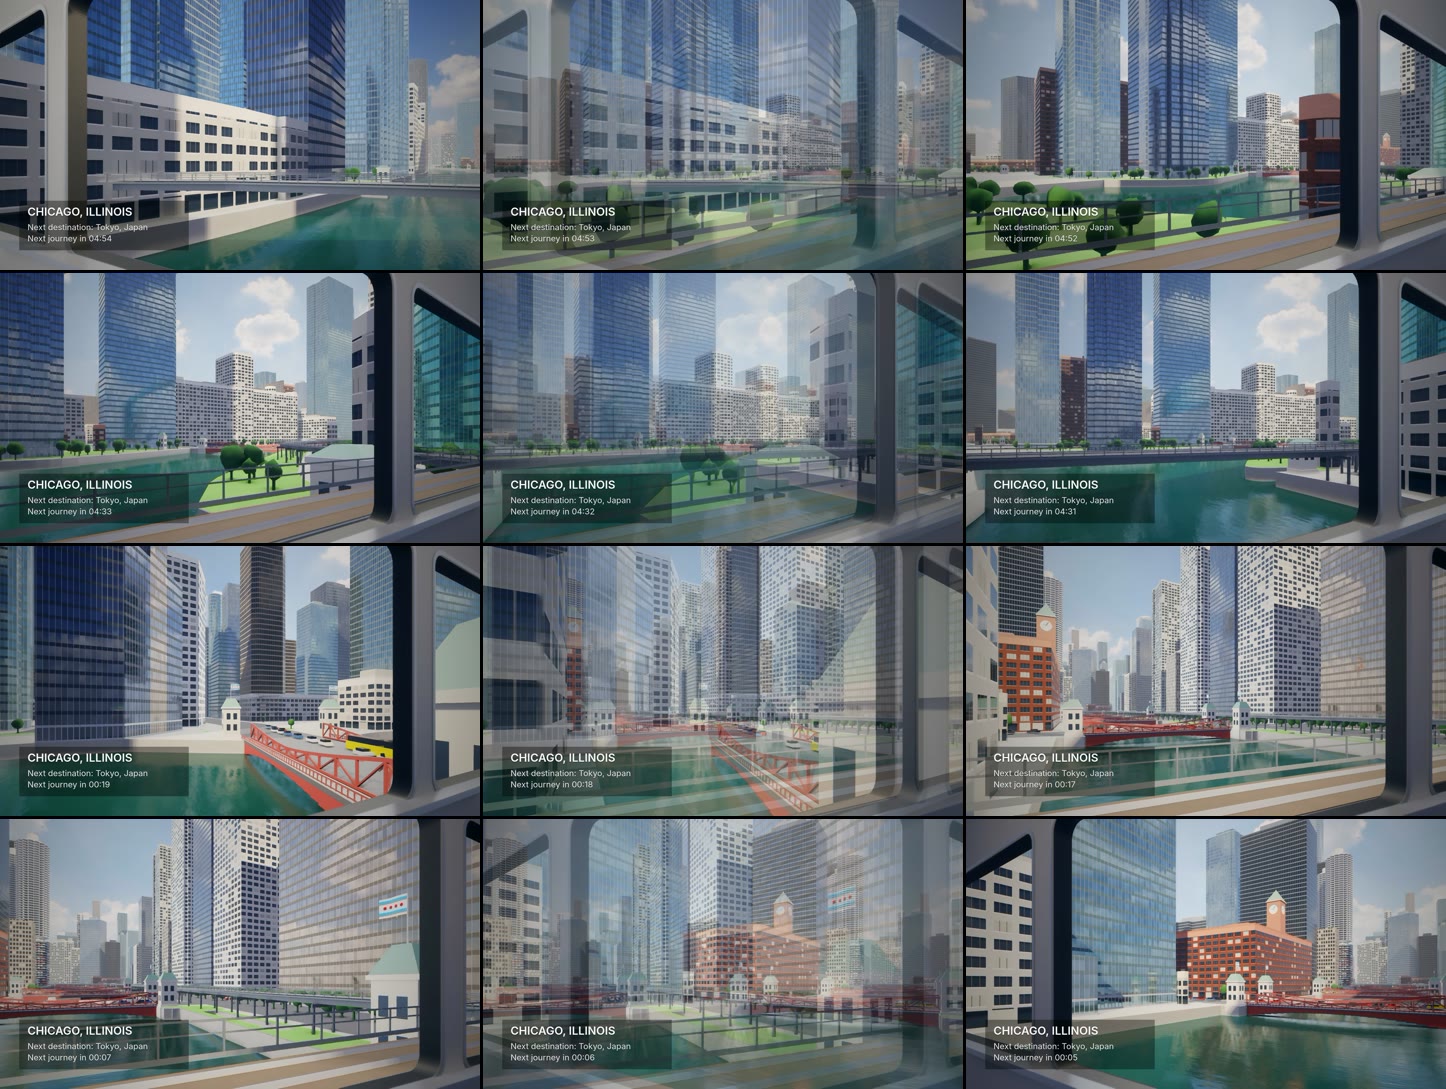 CHICAGO, ILLINOIS
Next destination: Tokyo, Japan
Next journey in 04:54
CHICAGO, ILLINOIS
Next destination: Tokyo, Japan
Next journey in 04:53
CHICAGO, ILLINOIS
Next destination: Tokyo, Japan
Next journey in 04:52
CHICAGO, ILLINOIS
Next destination: Tokyo, Japan
Next journey in 04:33
CHICAGO, ILLINOIS
Next destination: Tokyo, Japan
Next journey in 04:32
CHICAGO, ILLINOIS
Next destination: Tokyo, Japan
Next journey in 04:31
CHICAGO, ILLINOIS
Next destination: Tokyo, Japan
Next journey in 00:19
CHICAGO, ILLINOIS
Next destination: Tokyo, Japan
Next journey in 00:18
CHICAGO, ILLINOIS
Next destination: Tokyo, Japan
Next journey in 00:17
CHICAGO, ILLINOIS
Next destination: Tokyo, Japan
Next journey in 00:07
CHICAGO, ILLINOIS
Next destination: Tokyo, Japan
Next journey in 00:06
CHICAGO, ILLINOIS
Next destination: Tokyo, Japan
Next journey in 00:05